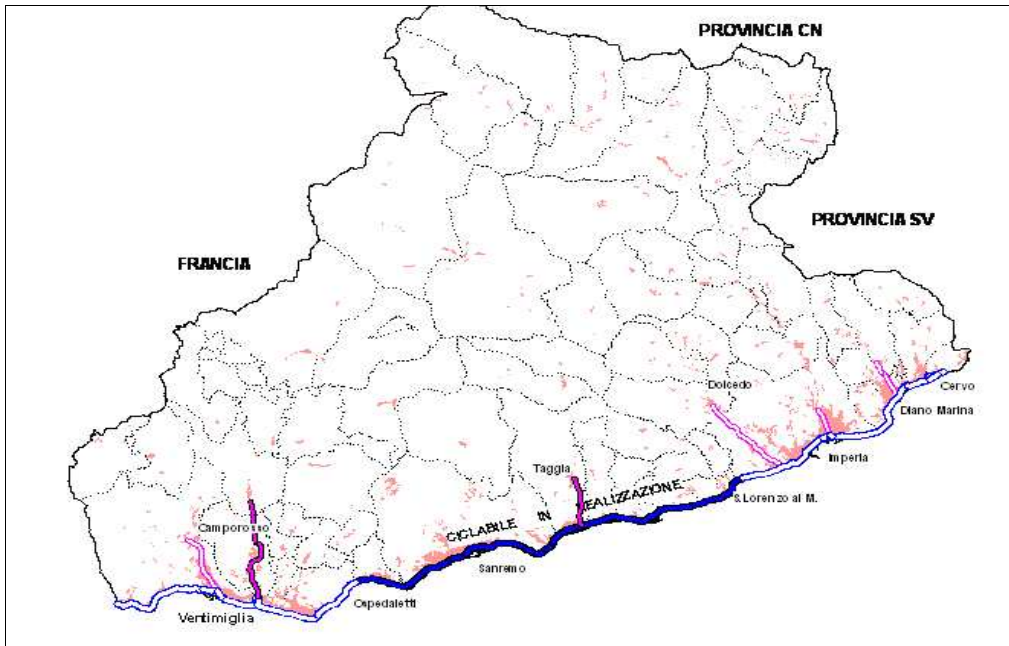 PROVINCIA CN
PROVINCIA SV
FRANCIA
Dolcedo
Cervo
Diano Marina
Imperia
Taggia
S.Lorenzo al M.
CICLABILE IN REALIZZAZIONE
Camporosso
Sanremo
Ospedaletti
Ventimiglia